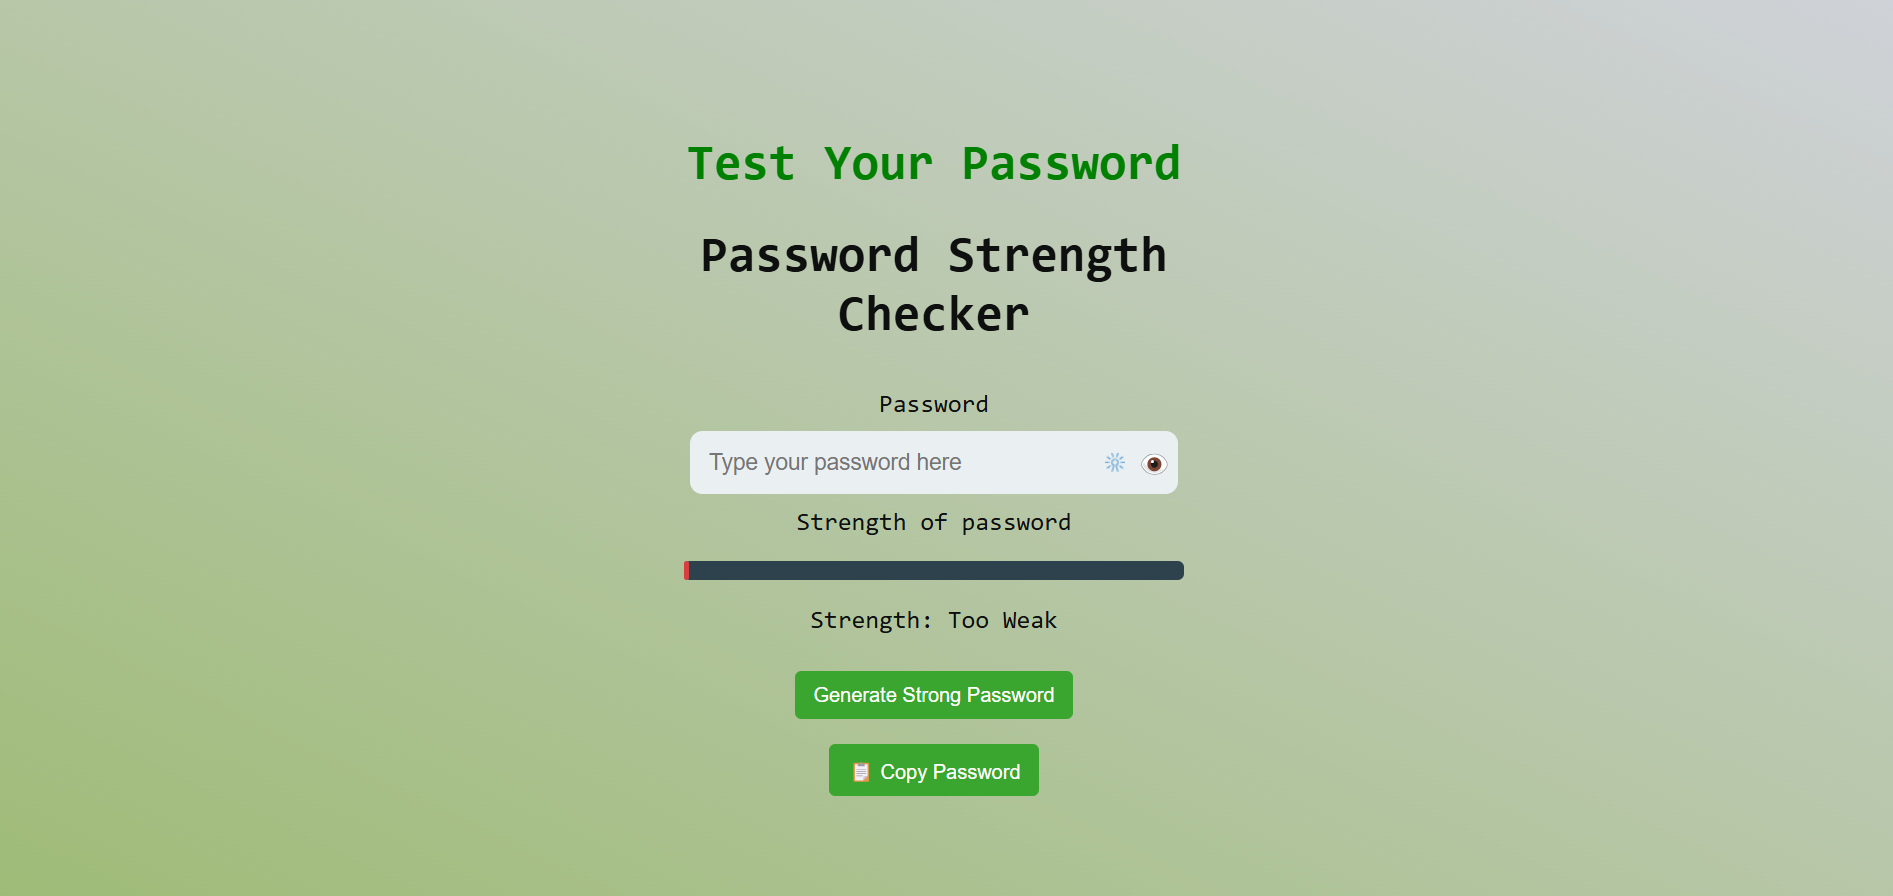 Test Your Password
Password Strength
Checker
Password
Type your password here
Strength of password
Strength: Too Weak
Generate Strong Password
Copy Password